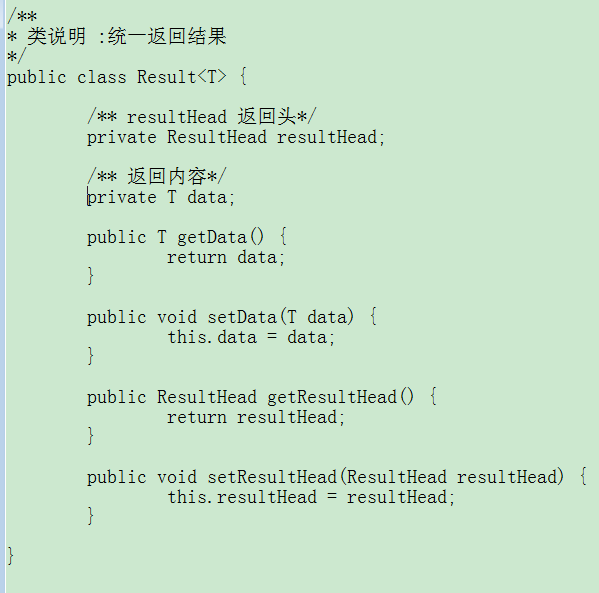 /**
* 类说明 :统一返回结果
*/
public class Result<T> {
/** resultHead 返回头*/
private ResultHead resultHead;
/** 返回内容*/
private T data;
public T getData() {
return data;
}
public void setData(T data) {
this.data = data;
}
public ResultHead getResultHead() {
return resultHead;
}
public void setResultHead(ResultHead resultHead) {
this.resultHead = resultHead;
}
}